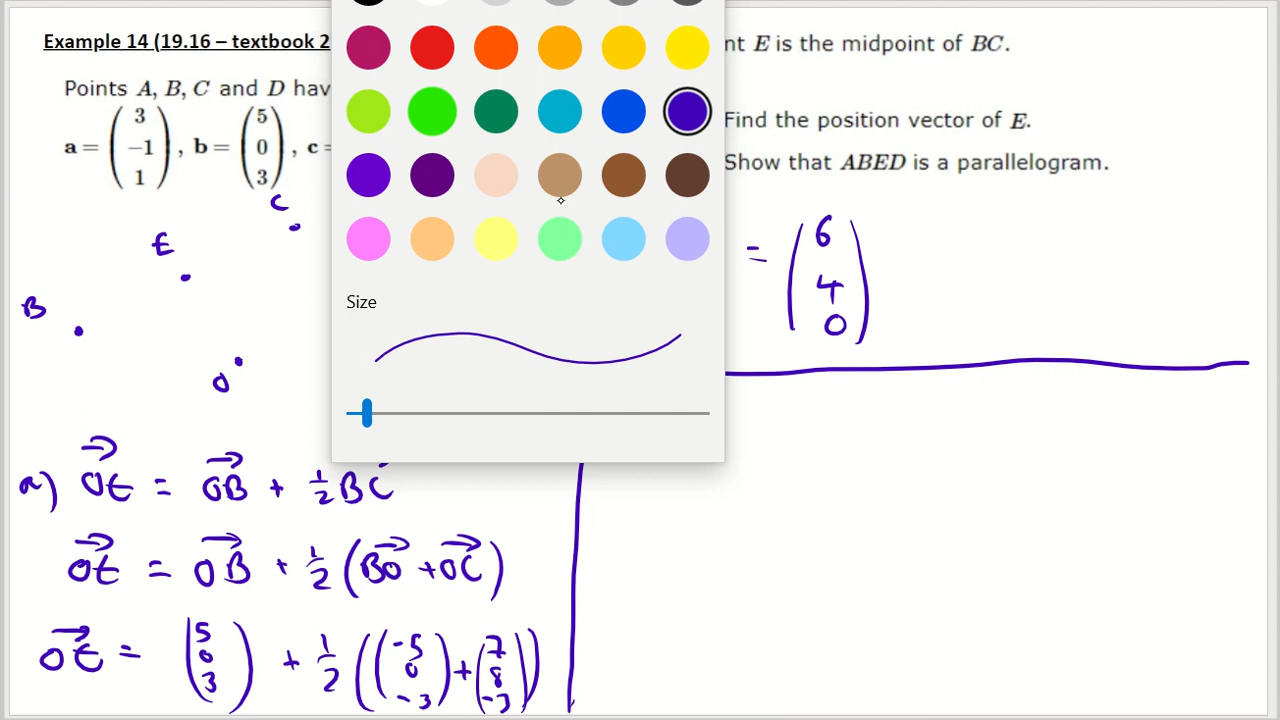 Example 14 (19.16 – textbook 2
nt E is the midpoint of BC.
Points A, B, C and D hav
Find the position vector of E.
a = ( 3 −1 1 ) , b = ( 5 0 3 ) , c =
Show that ABED is a parallelogram.
C
E
B
O
= ( 6 4 0 )
Size
a) OE = OB + 1/2 BC
OE = OB + 1/2 (BO + OC)
OE = ( 5 0 3 ) + 1/2 (( -5 0 -3 ) + ( 7 8 -3 ))